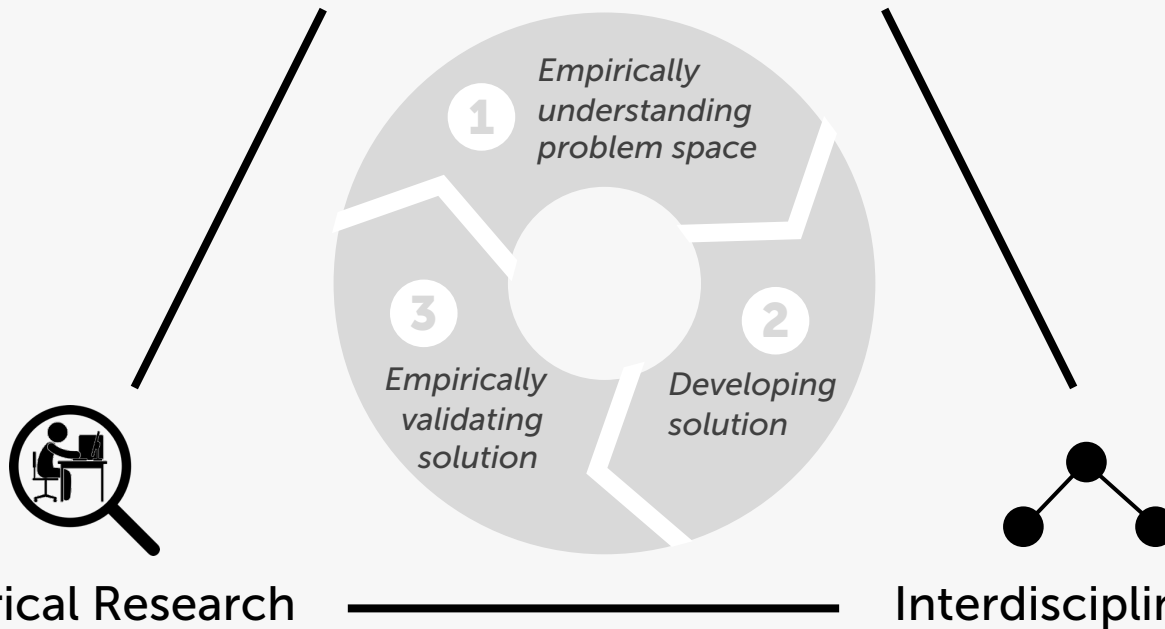 1
Empirically
understanding
problem space
3
2
Empirically
validating
solution
Developing
solution
rical Research
Interdisciplin